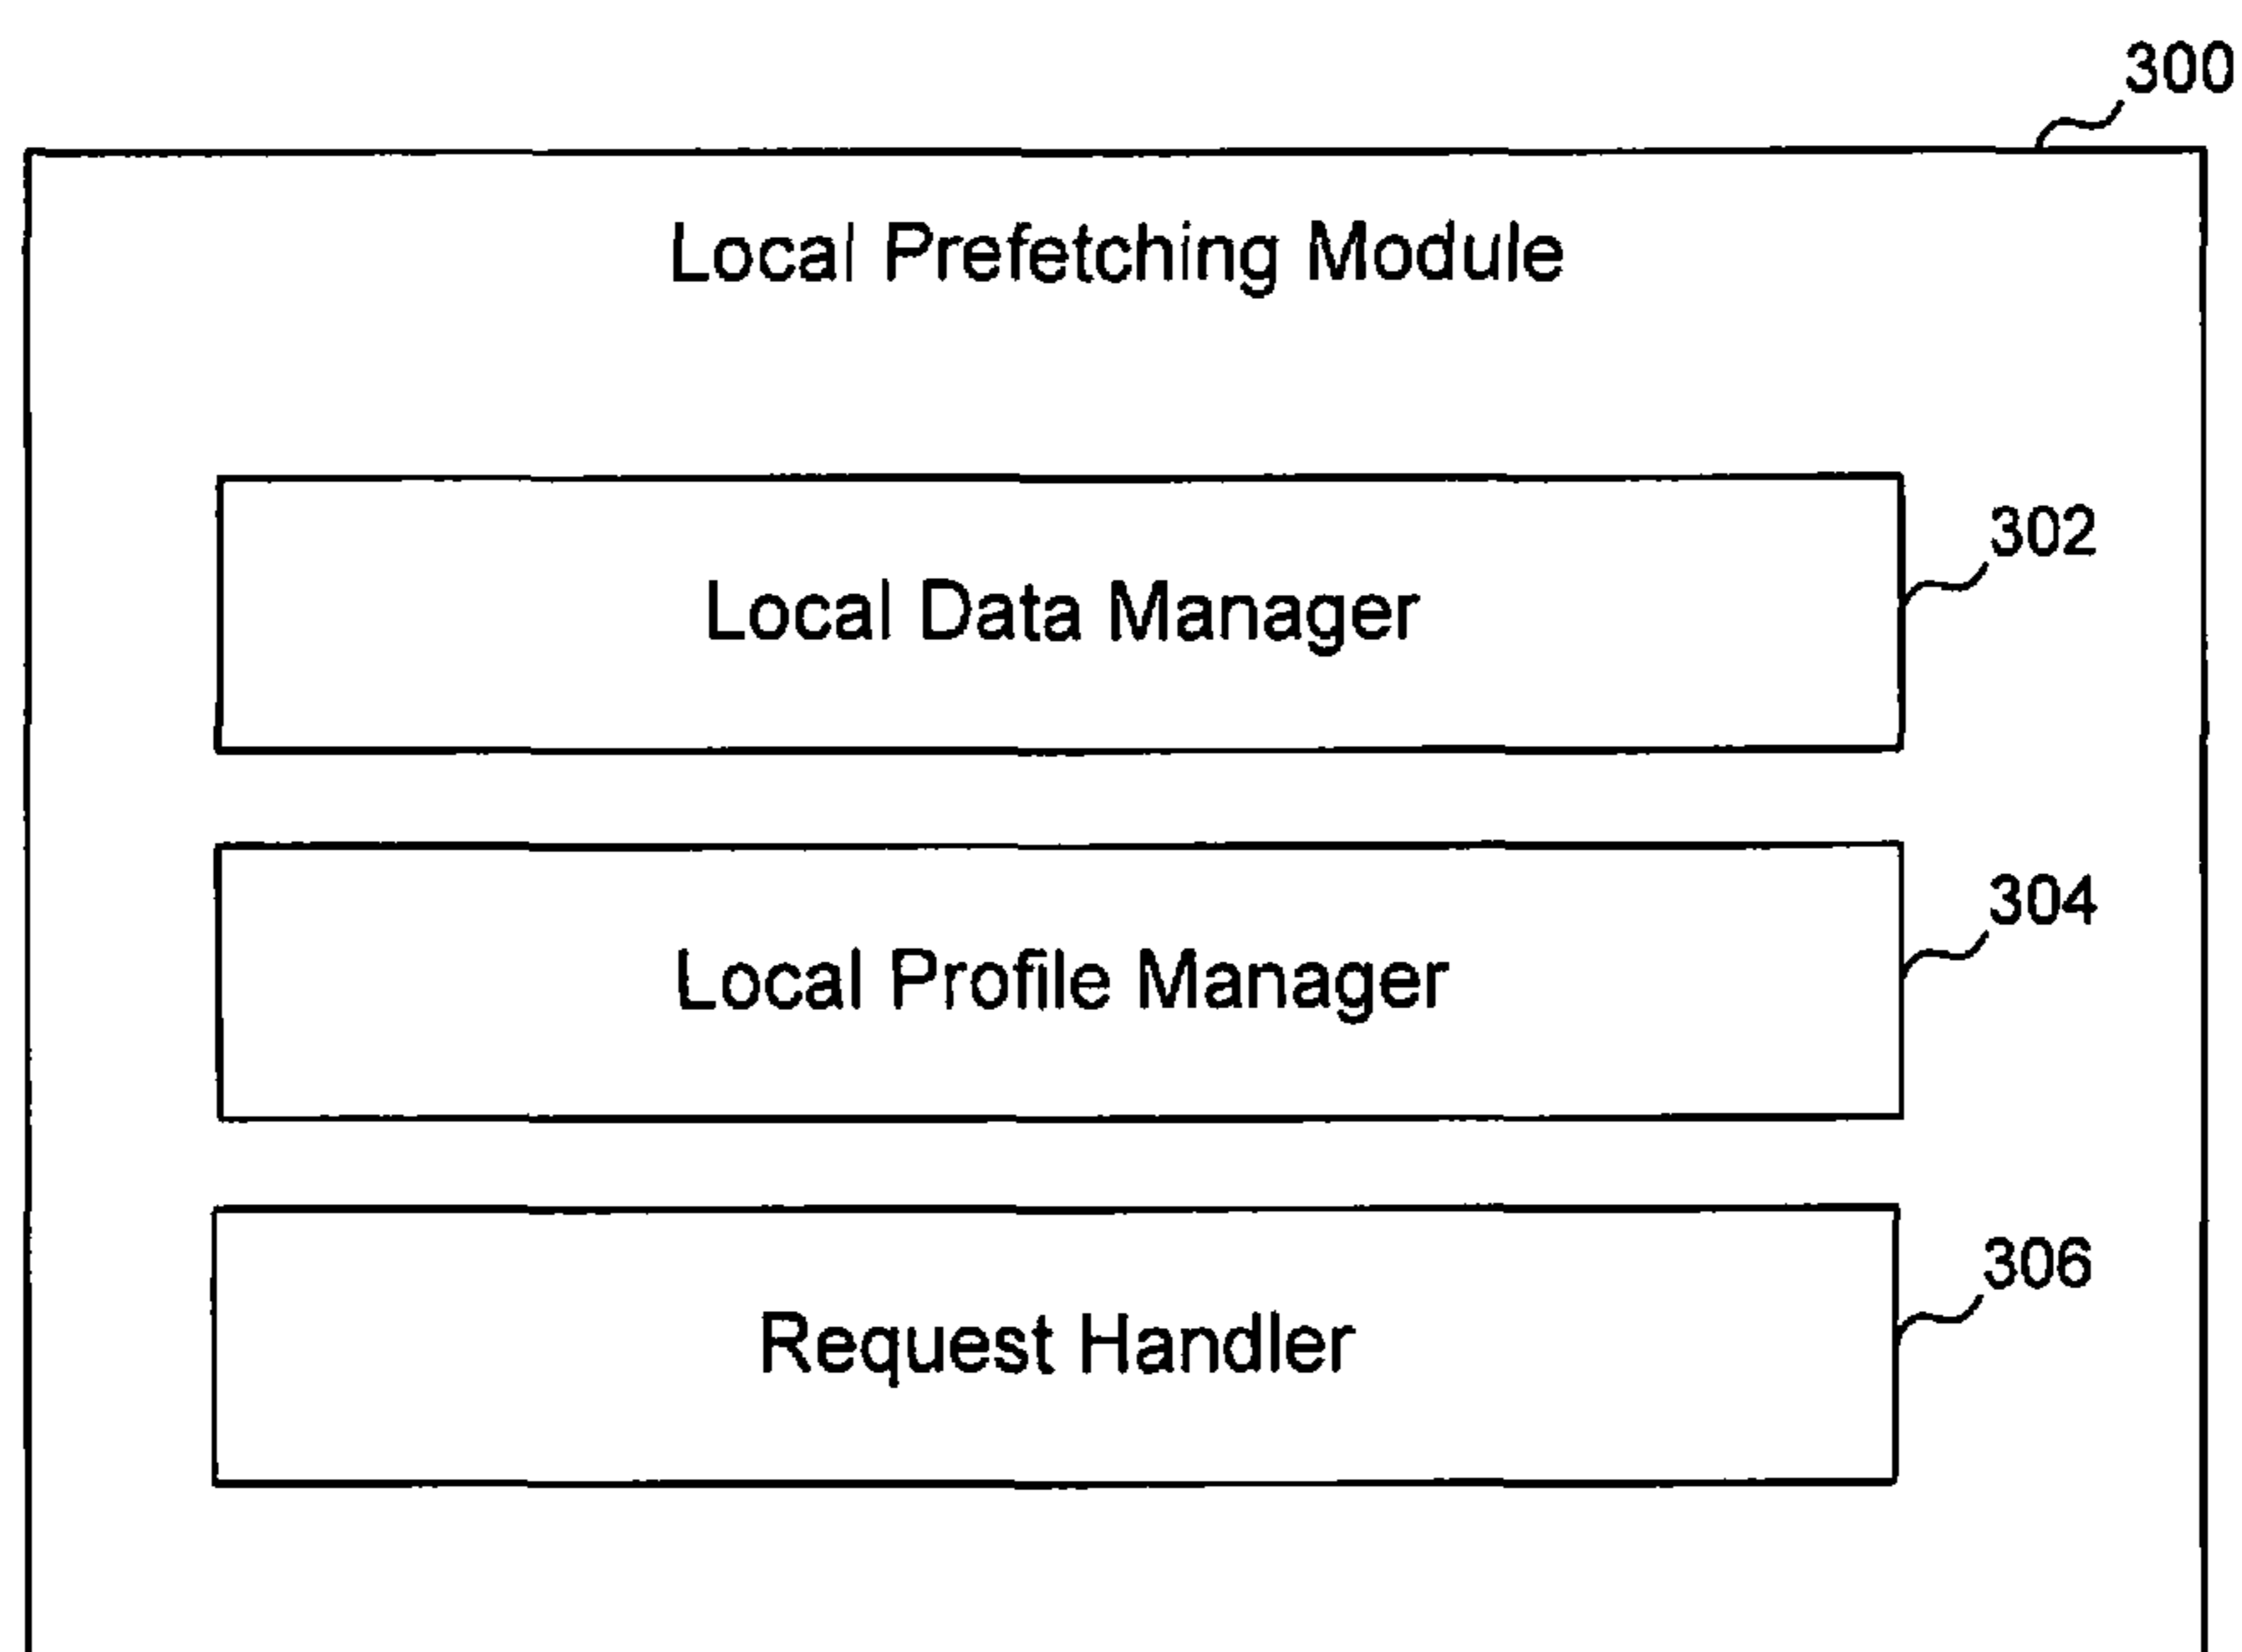 300
Local Prefetching Module
302
Local Data Manager
304
Local Profile Manager
306
Request Handler